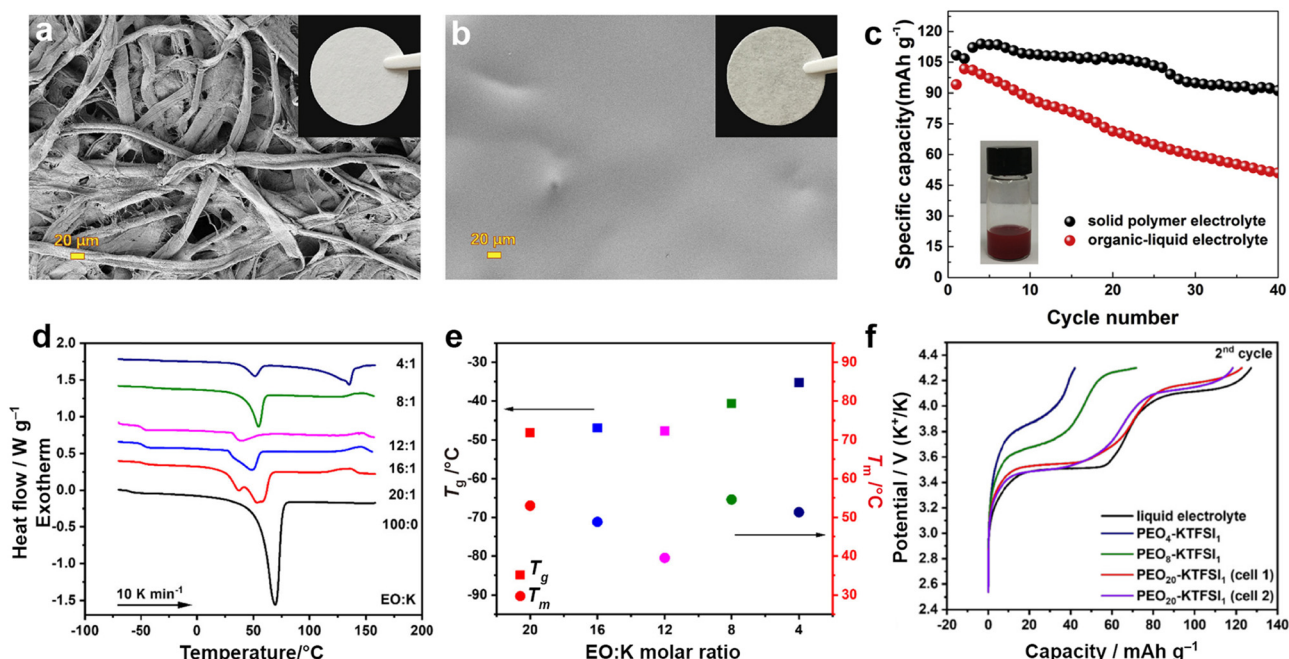 a
20 μm
b
20 μm
c
Specific capacity(mAh g⁻¹)
120
105
90
75
60
45
30
15
0
solid polymer electrolyte
organic-liquid electrolyte
0
10
20
30
40
Cycle number
d
Heat flow / W g⁻¹
Exotherm
2.0
1.5
1.0
0.5
0.0
-0.5
-1.0
-1.5
4:1
8:1
12:1
16:1
20:1
100:0
EO:K
10 K min⁻¹
-100
-50
0
50
100
150
200
Temperature/°C
e
Tg /°C
-30
-40
-50
-60
-70
-80
-90
Tg
Tm
95
90
80
70
60
50
40
30
Tm /°C
20
16
12
8
4
EO:K molar ratio
f
2nd cycle
Potential / V (K⁺/K)
4.8
4.5
4.2
3.9
3.6
3.3
3.0
2.7
2.4
liquid electrolyte
PEO₄-KTFSI₁
PEO₈-KTFSI₁
PEO₂₀-KTFSI₁ (cell 1)
PEO₂₀-KTFSI₁ (cell 2)
0
20
40
60
80
100
120
140
Capacity / mAh g⁻¹